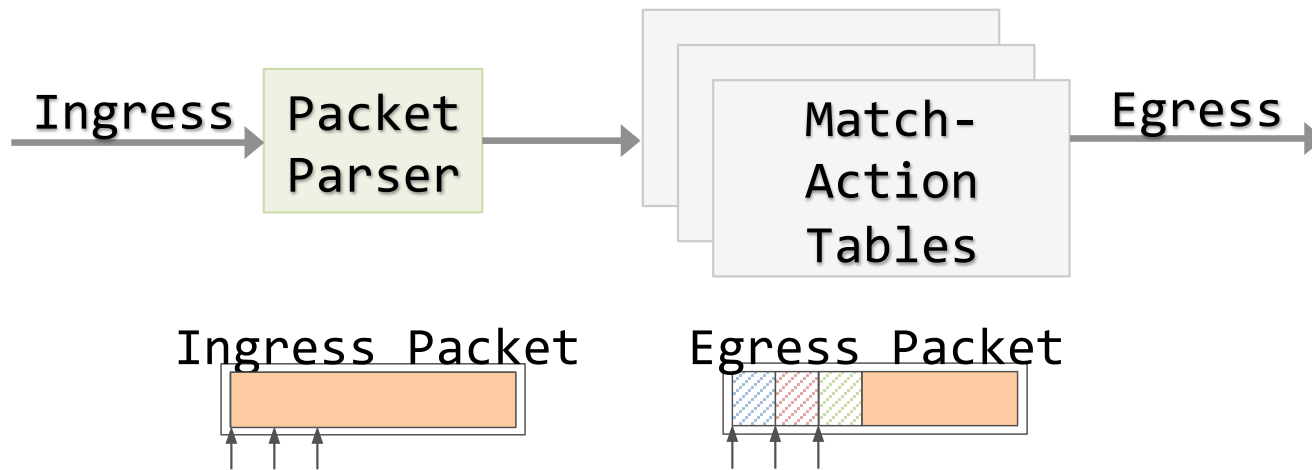 Ingress
Packet
Parser
Match-
Action
Tables
Egress
Ingress Packet
Egress Packet